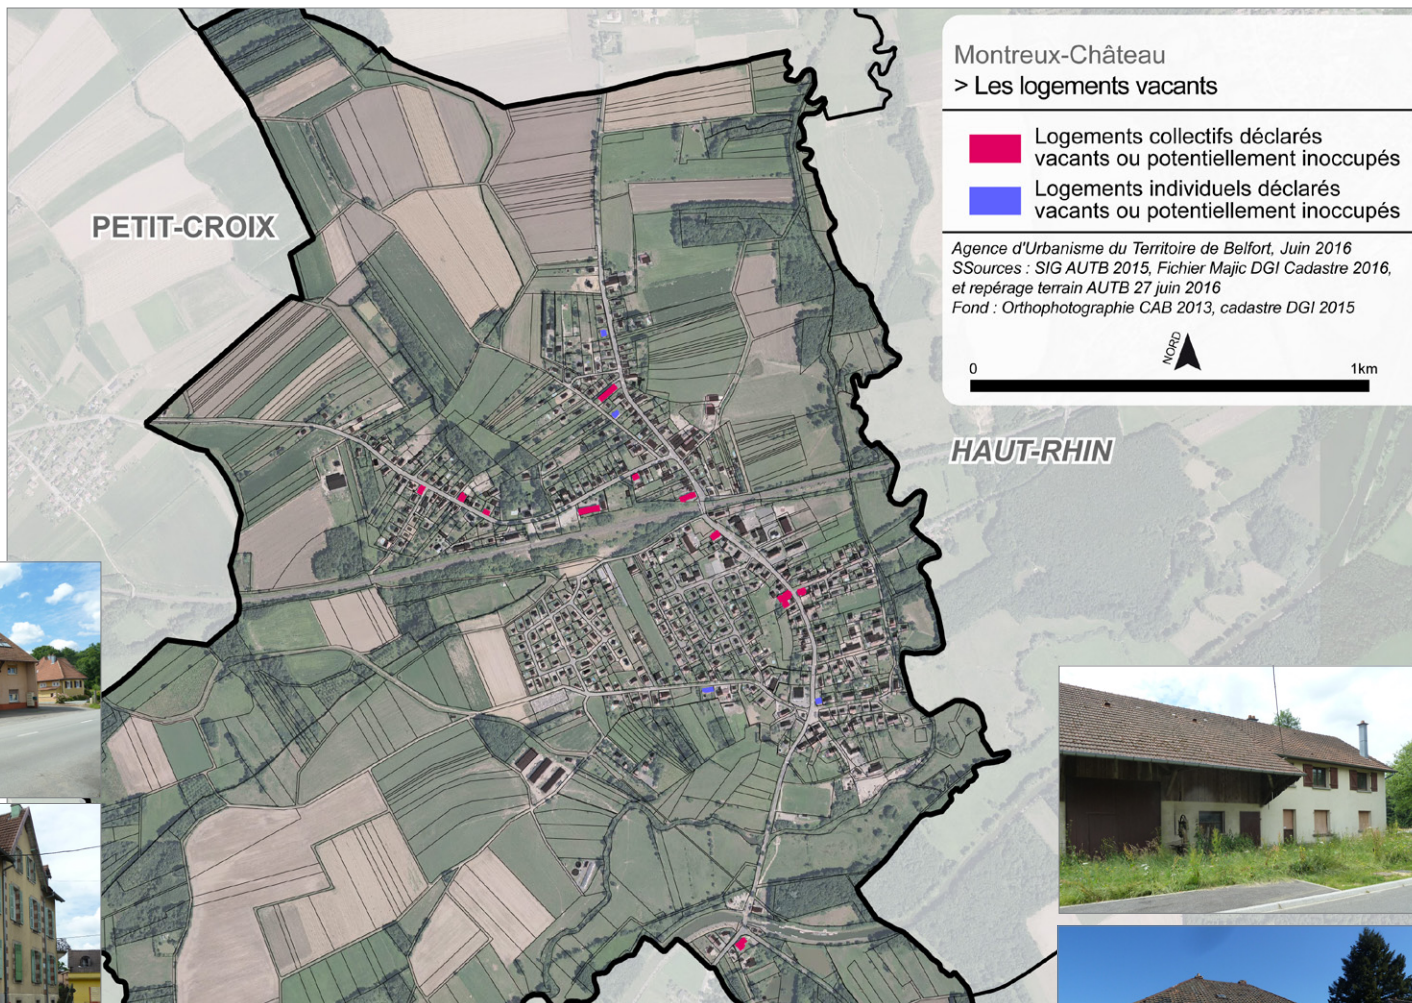 Montreux-Château
> Les logements vacants
Logements collectifs déclarés
vacants ou potentiellement inoccupés
Logements individuels déclarés
vacants ou potentiellement inoccupés
Agence d'Urbanisme du Territoire de Belfort, Juin 2016
SSources : SIG AUTB 2015, Fichier Majic DGI Cadastre 2016,
et repérage terrain AUTB 27 juin 2016
Fond : Orthophotographie CAB 2013, cadastre DGI 2015
NORD
0 1km
PETIT-CROIX
HAUT-RHIN